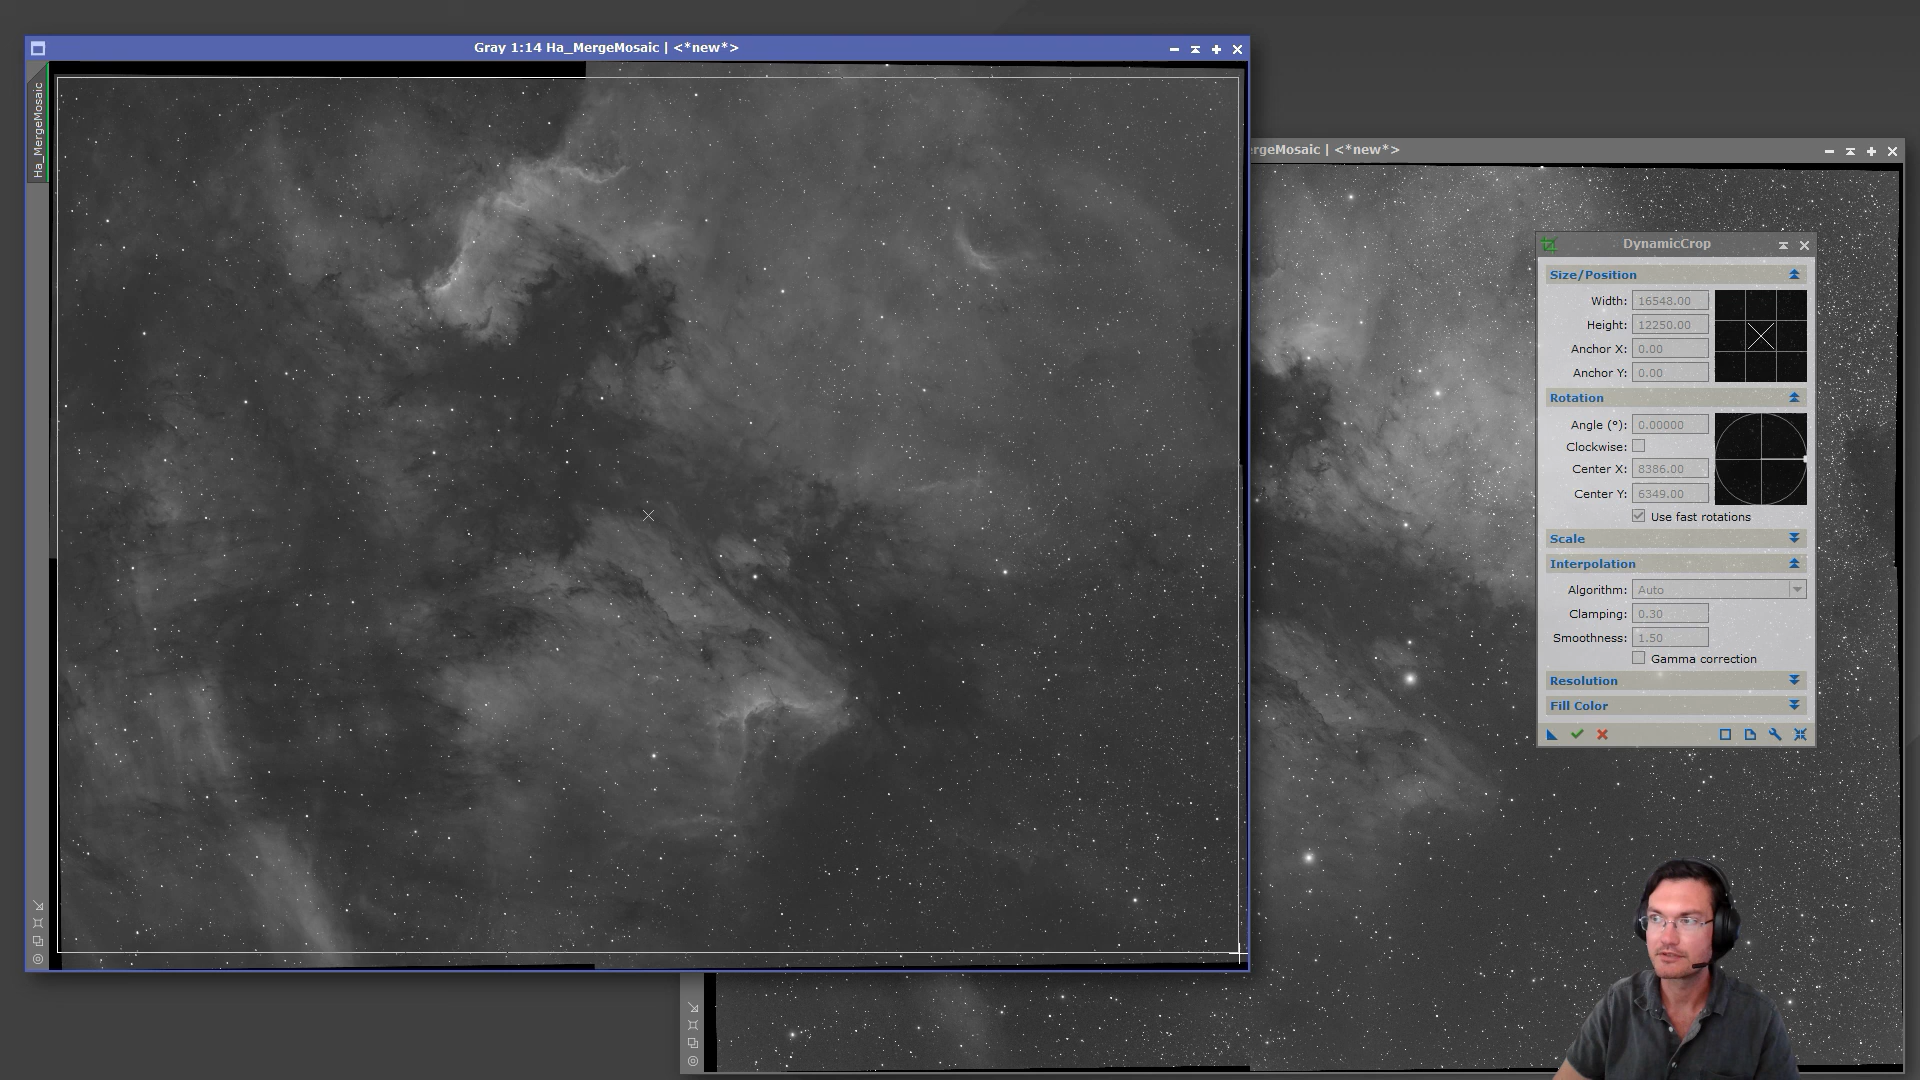 Gray 1:14 Ha_MergeMosaic | <*new*>
Ha_MergeMosaic
rgeMosaic | <*new*>
DynamicCrop
Size/Position
Width: 16548.00
Height: 12250.00
Anchor X: 0.00
Anchor Y: 0.00
Rotation
Angle (°): 0.00000
Clockwise:
Center X: 8386.00
Center Y: 6349.00
Use fast rotations
Scale
Interpolation
Algorithm: Auto
Clamping: 0.30
Smoothness: 1.50
Gamma correction
Resolution
Fill Color